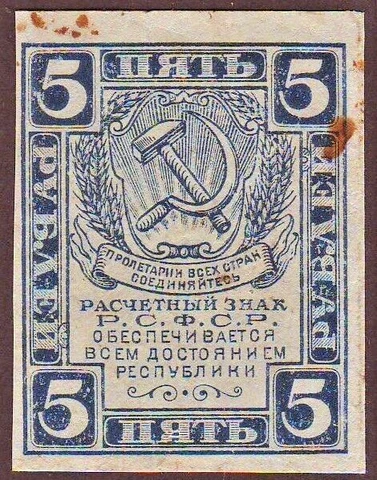 5 ПЯТЬ 5
РУБЛЕЙ
РУБЛЕЙ
ПРОЛЕТАРИИ ВСЕХ СТРАН
СОЕДИНЯЙТЕСЬ
РАСЧЕТНЫЙ ЗНАК
Р.С.Ф.С.Р.
ОБЕСПЕЧИВАЕТСЯ
ВСЕМ ДОСТОЯНИЕМ
РЕСПУБЛИКИ
5 ПЯТЬ 5